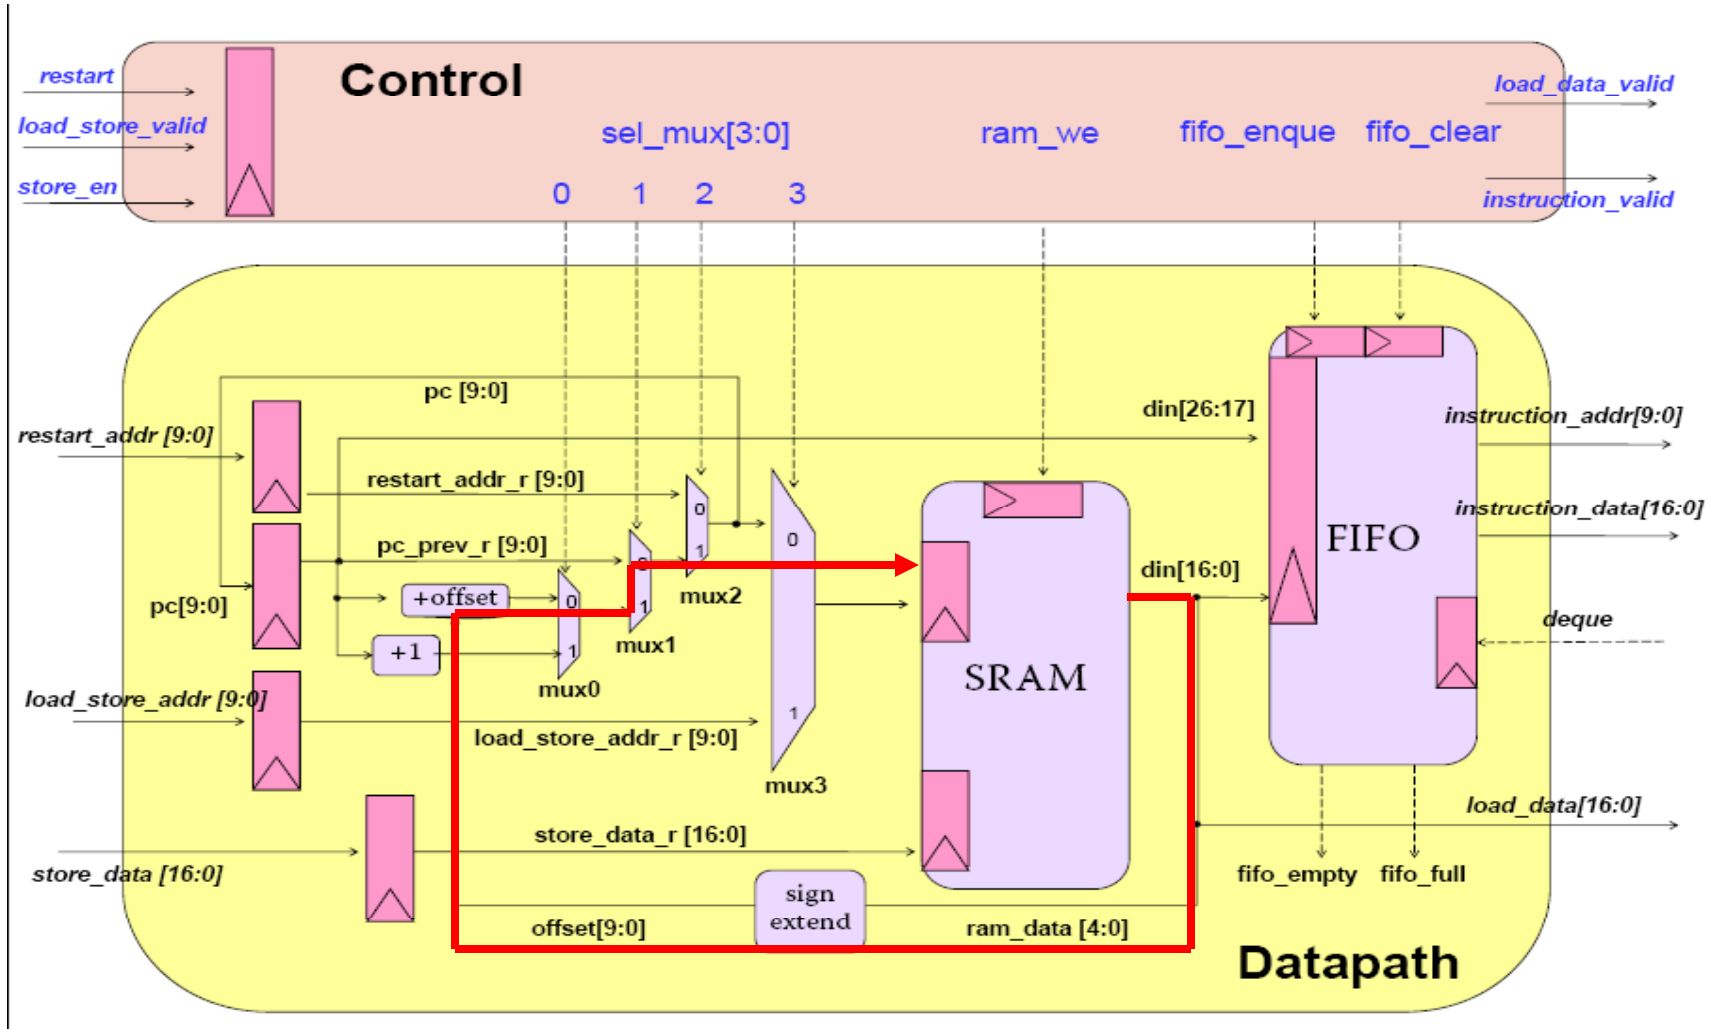 Control
restart
load_store_valid
store_en
sel_mux[3:0]
0 1 2 3
ram_we
fifo_enque
fifo_clear
load_data_valid
instruction_valid
pc [9:0]
restart_addr [9:0]
restart_addr_r [9:0]
pc_prev_r [9:0]
pc[9:0]
+offset
+1
0
1
mux0
0
1
mux1
0
1
mux2
0
1
mux3
load_store_addr [9:0]
load_store_addr_r [9:0]
store_data_r [16:0]
store_data [16:0]
sign
extend
offset[9:0]
ram_data [4:0]
SRAM
din[26:17]
din[16:0]
FIFO
instruction_addr[9:0]
instruction_data[16:0]
deque
load_data[16:0]
fifo_empty
fifo_full
Datapath